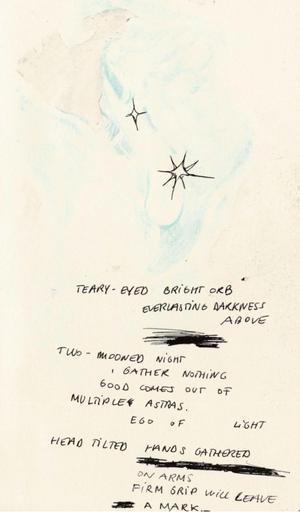 TEARY-EYED BRIGHT ORB
EVERLASTING DARKNESS
ABOVE
TWO-MOONED NIGHT
I GATHER NOTHING
GOOD COMES OUT OF
MULTIPLE ASTRAS.
EGO OF LIGHT
HEAD TILTED HANDS GATHERED
ON ARMS
FIRM GRIP WILL LEAVE
A MARK